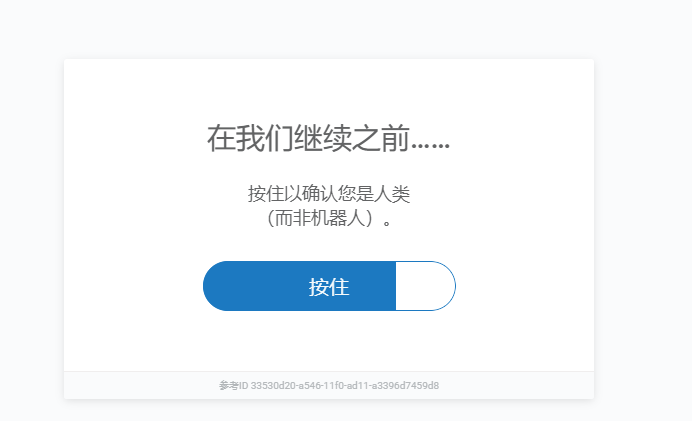 在我们继续之前......
按住以确认您是人类
（而非机器人）。
按住
参考ID 33530d20-a546-11f0-ad11-a3396d7459d8